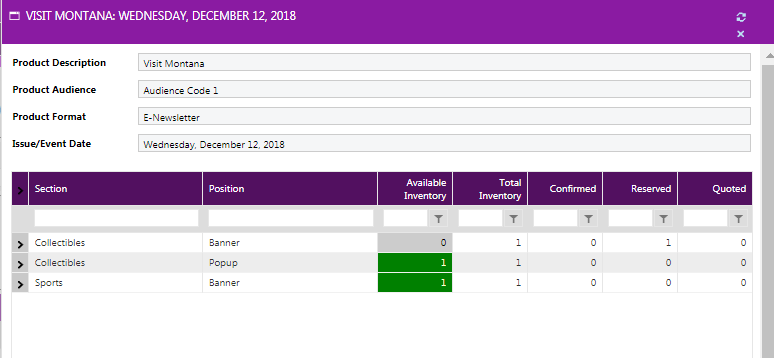 VISIT MONTANA: WEDNESDAY, DECEMBER 12, 2018
Product Description Visit Montana
Product Audience Audience Code 1
Product Format E-Newsletter
Issue/Event Date Wednesday, December 12, 2018
Section Position Available Inventory Total Inventory Confirmed Reserved Quoted
Collectibles Banner 0 1 0 1 0
Collectibles Popup 1 1 0 0 0
Sports Banner 1 1 0 0 0